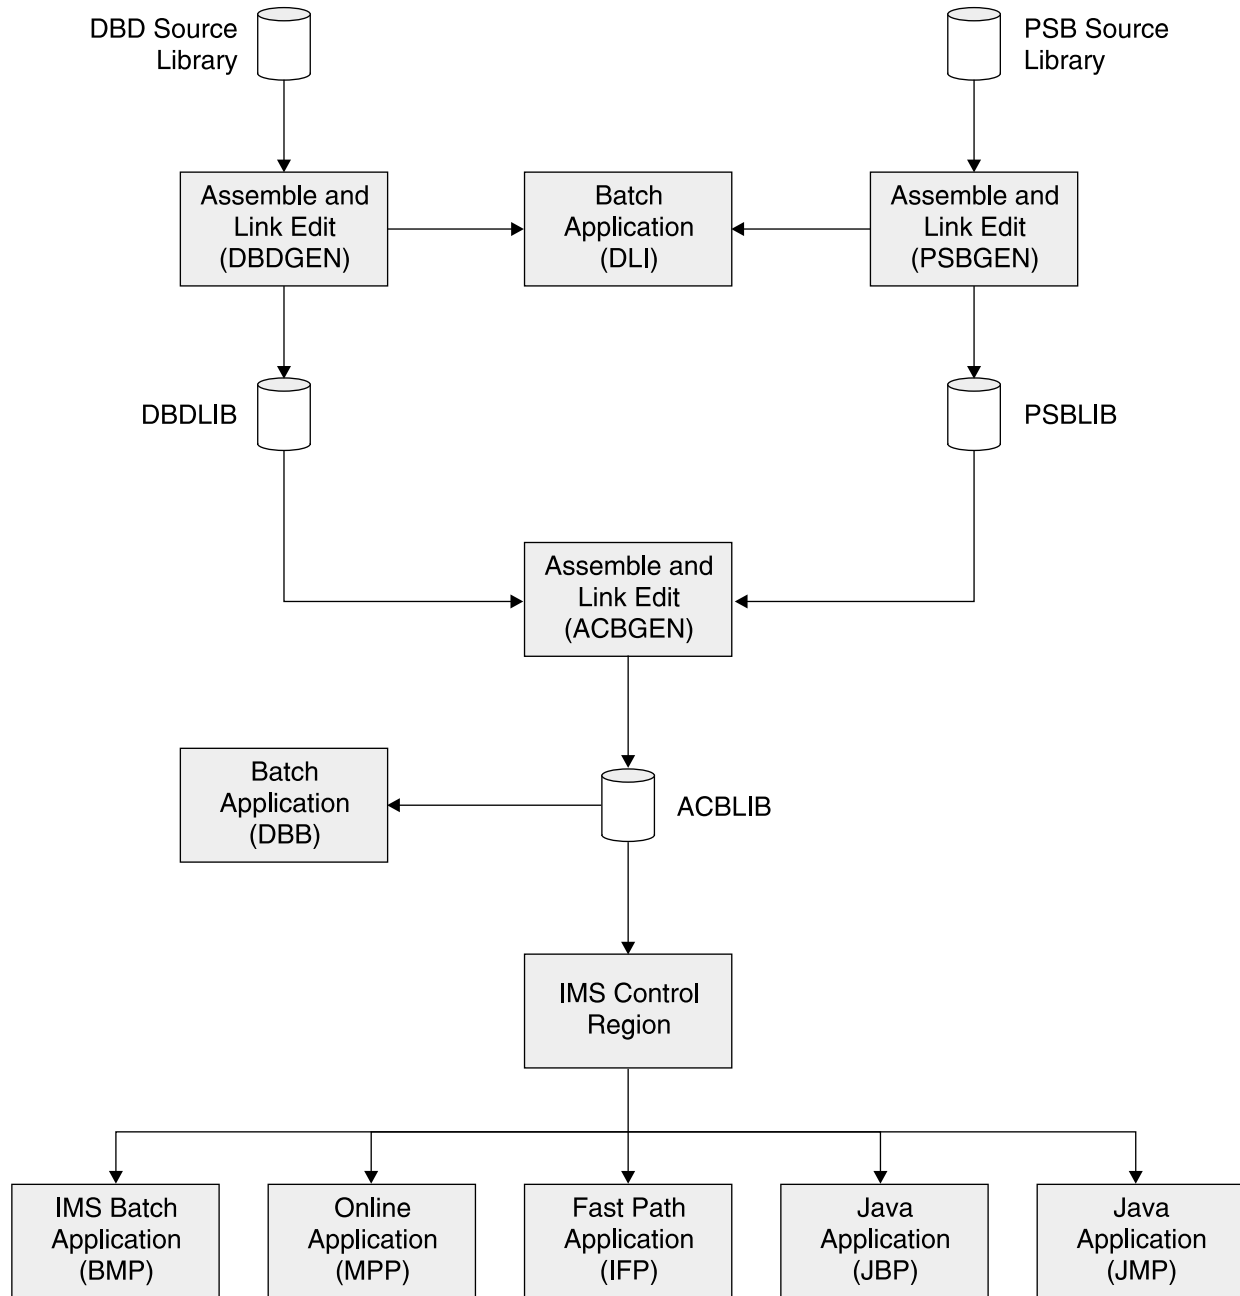 DBD Source
Library
PSB Source
Library
Assemble and
Link Edit
(DBDGEN)
Batch
Application
(DLI)
Assemble and
Link Edit
(PSBGEN)
DBDLIB
PSBLIB
Assemble and
Link Edit
(ACBGEN)
Batch
Application
(DBB)
ACBLIB
IMS Control
Region
IMS Batch
Application
(BMP)
Online
Application
(MPP)
Fast Path
Application
(IFP)
Java
Application
(JBP)
Java
Application
(JMP)